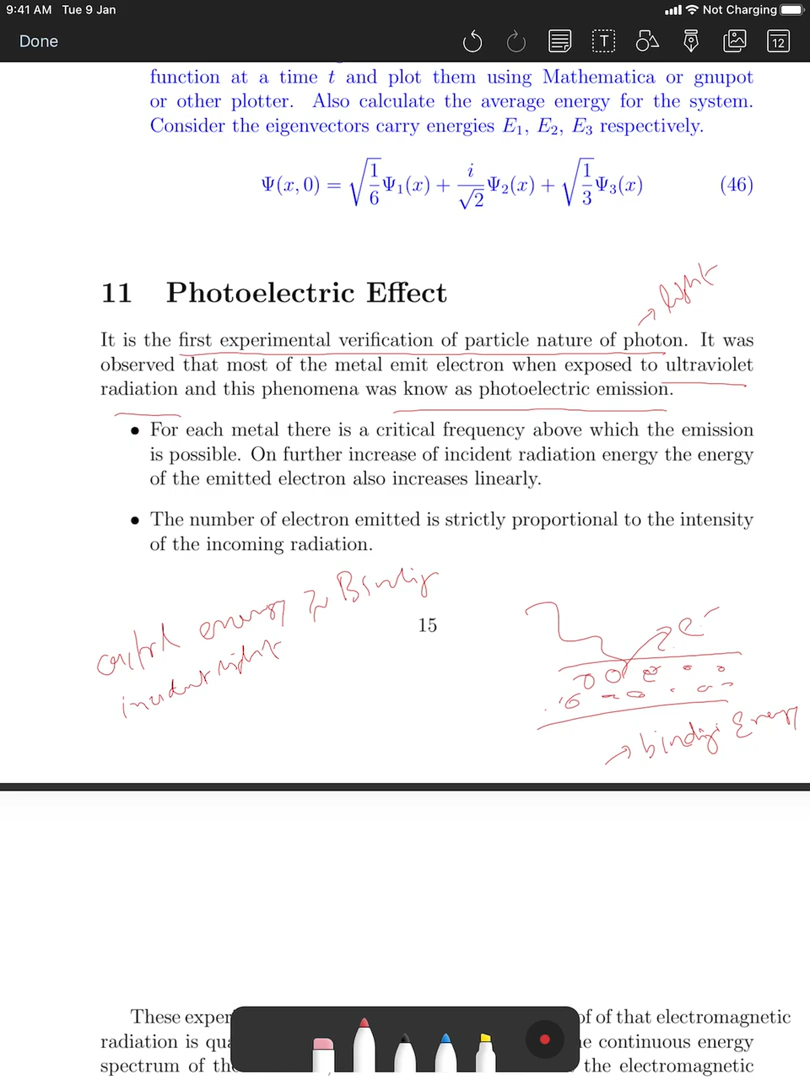 9:41 AM Tue 9 Jan Not Charging
Done T 12
function at a time t and plot them using Mathematica or gnupot
or other plotter. Also calculate the average energy for the system.
Consider the eigenvectors carry energies E₁, E₂, E₃ respectively.
Ψ(x, 0) = √(1/6) Ψ₁(x) + i/√2 Ψ₂(x) + √(1/3) Ψ₃(x) (46)
→ light
11 Photoelectric Effect
It is the first experimental verification of particle nature of photon. It was
observed that most of the metal emit electron when exposed to ultraviolet
radiation and this phenomena was know as photoelectric emission.
• For each metal there is a critical frequency above which the emission
is possible. On further increase of incident radiation energy the energy
of the emitted electron also increases linearly.
• The number of electron emitted is strictly proportional to the intensity
of the incoming radiation.
energy Binding
incident light
15
e⁻
→ binding Energy
These exper of of that electromagnetic
radiation is qua e continuous energy
spectrum of th the electromagnetic